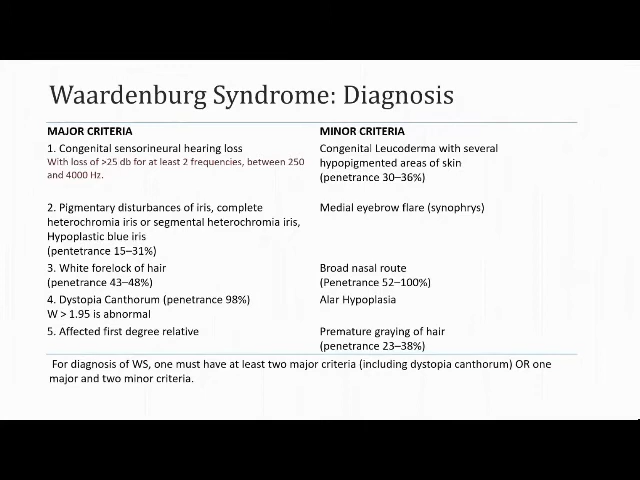 Waardenburg Syndrome: Diagnosis
MAJOR CRITERIA
1. Congenital sensorineural hearing loss
With loss of >25 db for at least 2 frequencies, between 250
and 4000 Hz.
2. Pigmentary disturbances of iris, complete
heterochromia iris or segmental heterochromia iris,
Hypoplastic blue iris
(pentetrance 15–31%)
3. White forelock of hair
(penetrance 43–48%)
4. Dystopia Canthorum (penetrance 98%)
W > 1.95 is abnormal
5. Affected first degree relative
MINOR CRITERIA
Congenital Leucoderma with several
hypopigmented areas of skin
(penetrance 30–36%)
Medial eyebrow flare (synophrys)
Broad nasal route
(Penetrance 52–100%)
Alar Hypoplasia
Premature graying of hair
(penetrance 23–38%)
For diagnosis of WS, one must have at least two major criteria (including dystopia canthorum) OR one
major and two minor criteria.